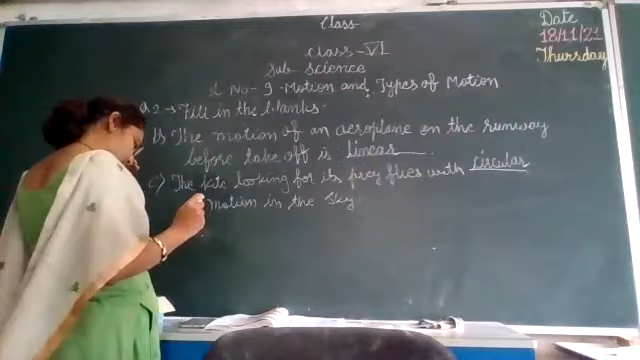 Class-
Date
18/11/21
Thursday
Class-VI
Sub Science
L No-9-Motion and Types of Motion
Q.2→ Fill in the blanks.
b) The motion of an aeroplane on the runway
before take off is linear
c) The kite looking for its prey flies with circular
motion in the sky